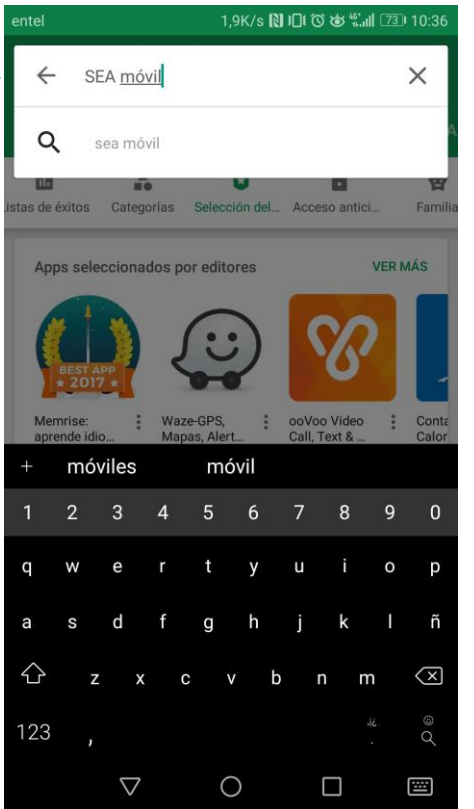 entel 1,9K/s 4G 73 10:36
SEA móvil
sea móvil
istas de éxitos Categorías Selección del... Acceso antici... Familia
Apps seleccionados por editores VER MÁS
BEST APP
2017
Memrise: Waze-GPS, ooVoo Video Conta
aprende idio... Mapas, Alert... Call, Text & ... Calor
+ móviles móvil
1 2 3 4 5 6 7 8 9 0
q w e r t y u i o p
a s d f g h j k l ñ
z x c v b n m
123 , .